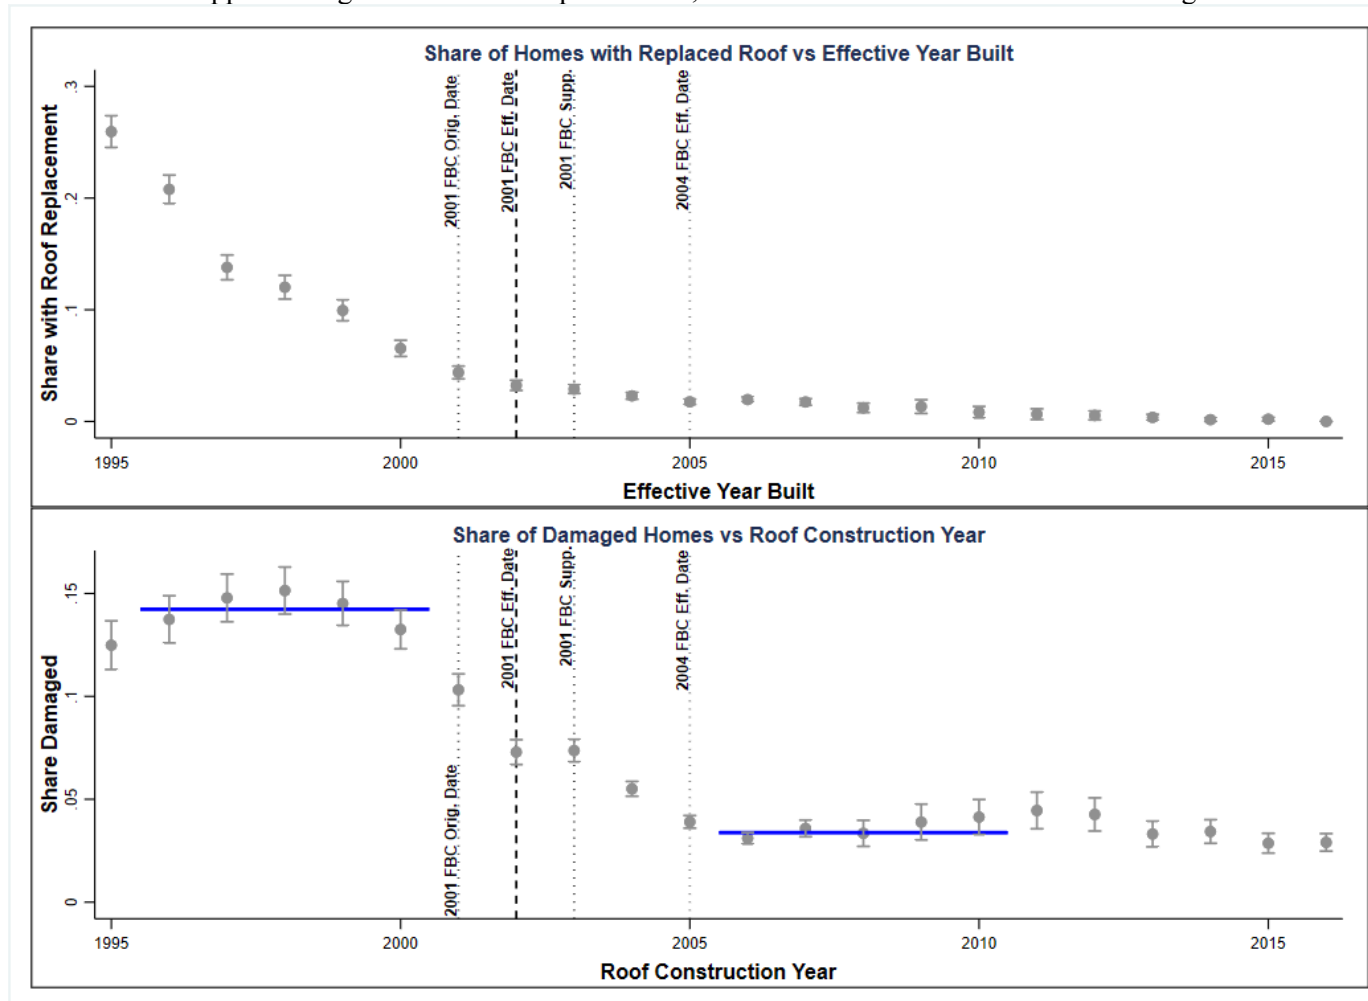 Share of Homes with Replaced Roof vs Effective Year Built
Share with Roof Replacement
.3
.2
.1
0
2001 FBC Orig. Date
2001 FBC Eff. Date
2001 FBC Supp.
2004 FBC Eff. Date
1995 2000 2005 2010 2015
Effective Year Built
Share of Damaged Homes vs Roof Construction Year
Share Damaged
.15
.1
.05
0
2001 FBC Orig. Date
2001 FBC Eff. Date
2001 FBC Supp.
2004 FBC Eff. Date
1995 2000 2005 2010 2015
Roof Construction Year